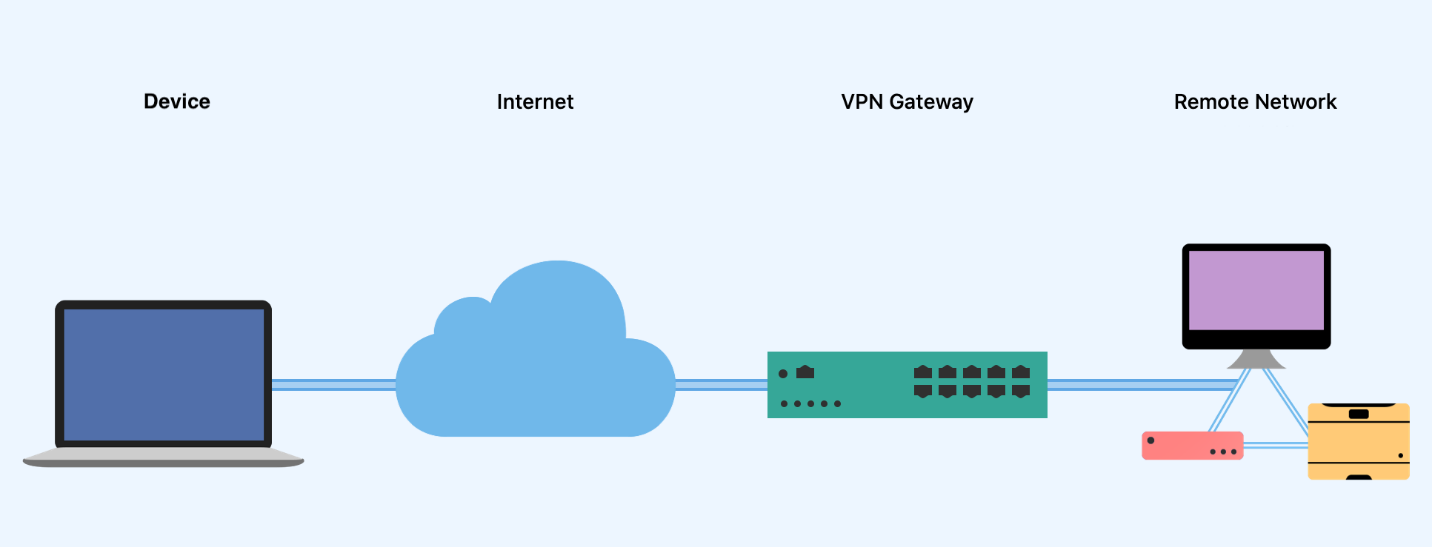 Device
Internet
VPN Gateway
Remote Network